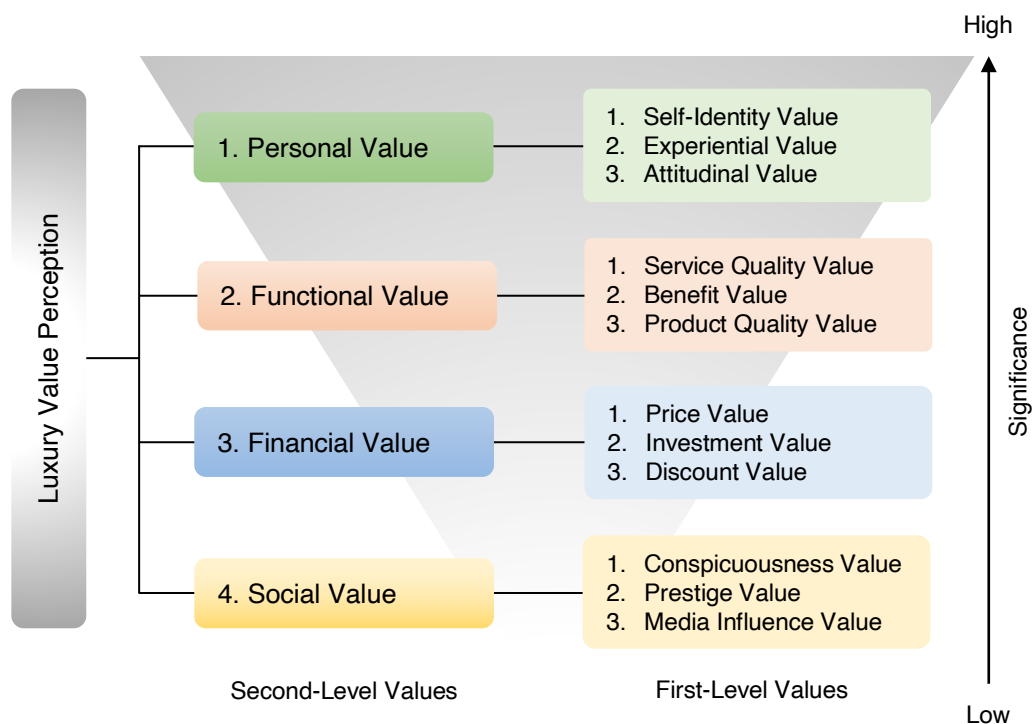 High
Luxury Value Perception
1. Personal Value
1. Self-Identity Value
2. Experiential Value
3. Attitudinal Value
2. Functional Value
1. Service Quality Value
2. Benefit Value
3. Product Quality Value
3. Financial Value
1. Price Value
2. Investment Value
3. Discount Value
4. Social Value
1. Conspicuousness Value
2. Prestige Value
3. Media Influence Value
Significance
Second-Level Values
First-Level Values
Low